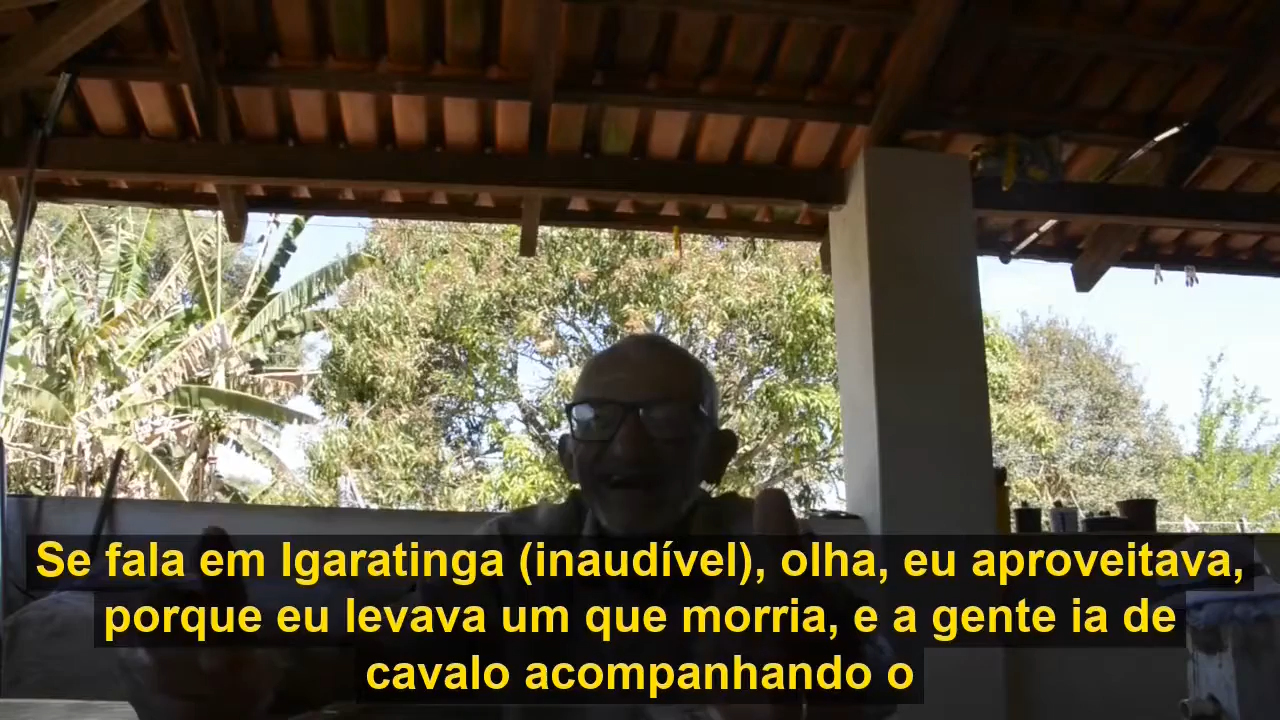 Se fala em Igaratinga (inaudível), olha, eu aproveitava,
porque eu levava um que morria, e a gente ia de
cavalo acompanhando o